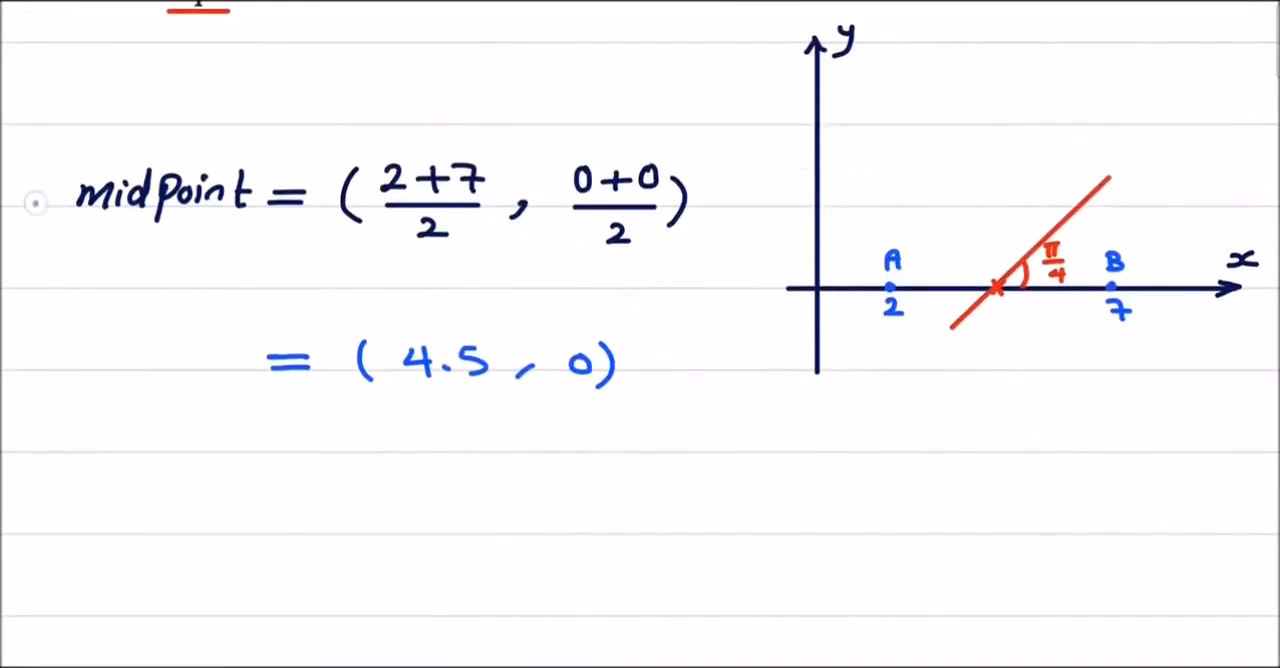 midpoint = ( 2+7 / 2 , 0+0 / 2 )
= ( 4.5 , 0 )
y
A
B
π/4
x
2
7